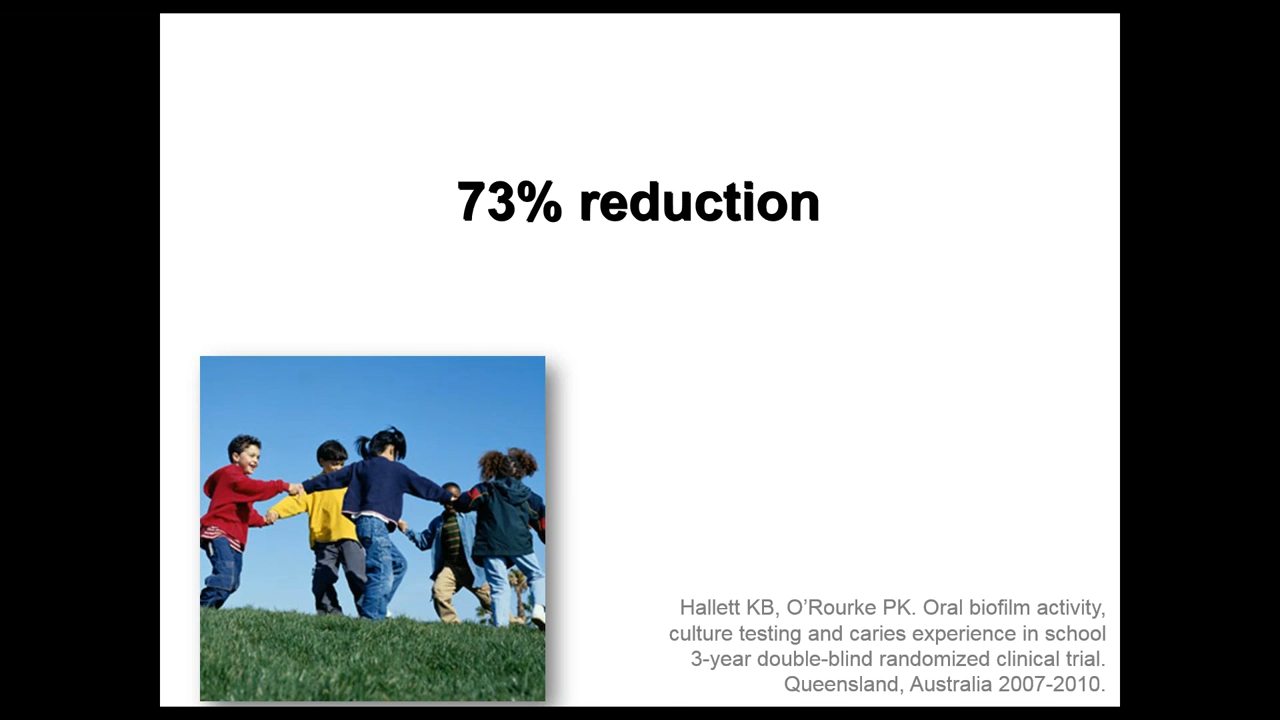 73% reduction
Hallett KB, O’Rourke PK. Oral biofilm activity,
culture testing and caries experience in school
3-year double-blind randomized clinical trial.
Queensland, Australia 2007-2010.